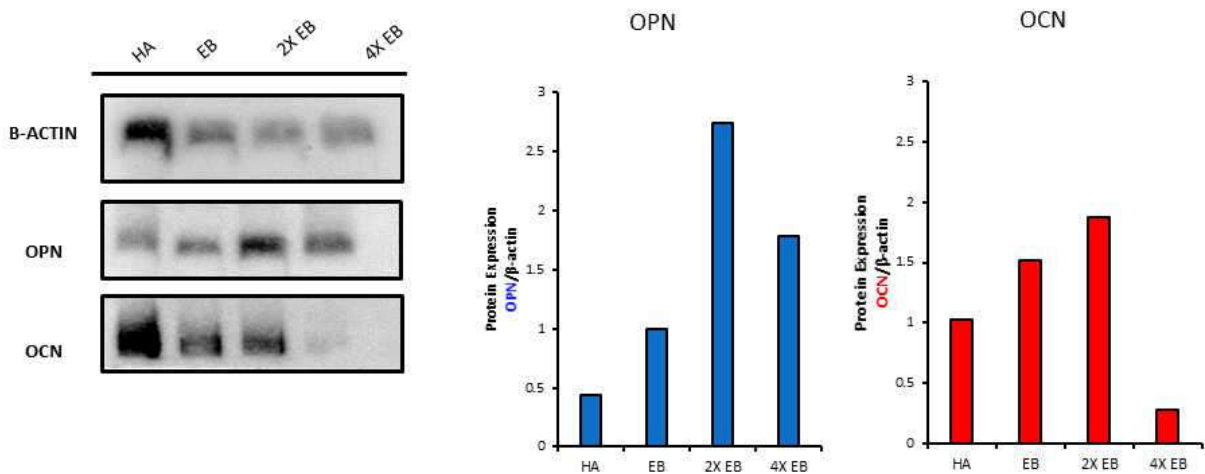 HA EB 2X EB 4X EB
B-ACTIN
OPN
OCN
OPN
Protein Expression
OPN/β-actin
3
2.5
2
1.5
1
0.5
0
HA EB 2X EB 4X EB
OCN
Protein Expression
OCN/β-actin
3
2.5
2
1.5
1
0.5
0
HA EB 2X EB 4X EB